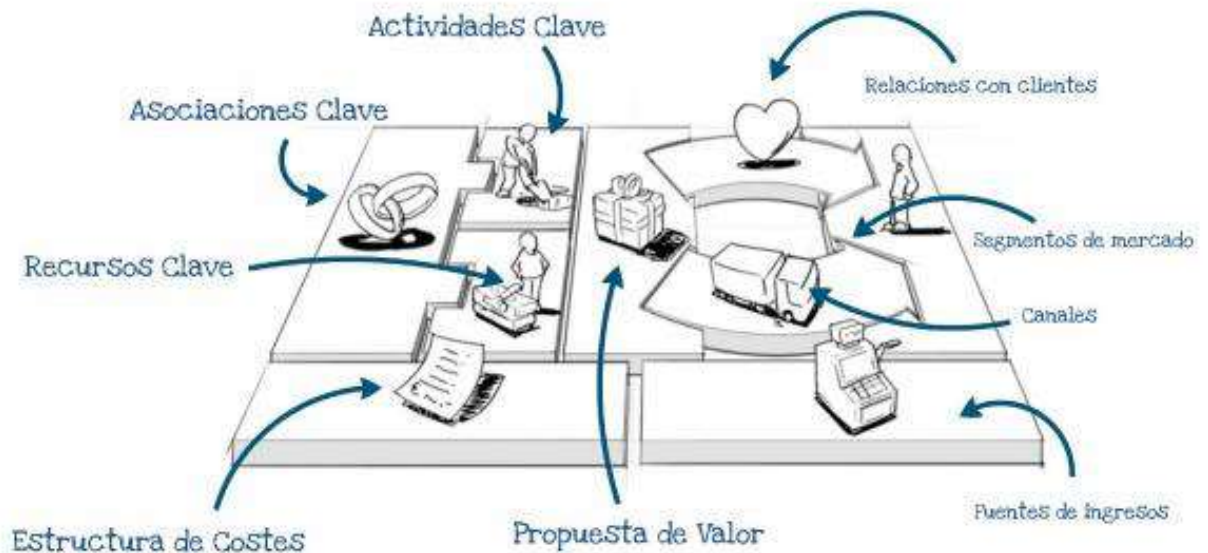 Actividades Clave
Relaciones con clientes
Asociaciones Clave
Segmentos de mercado
Recursos Clave
Canales
Fuentes de ingresos
Propuesta de Valor
Estructura de Costes